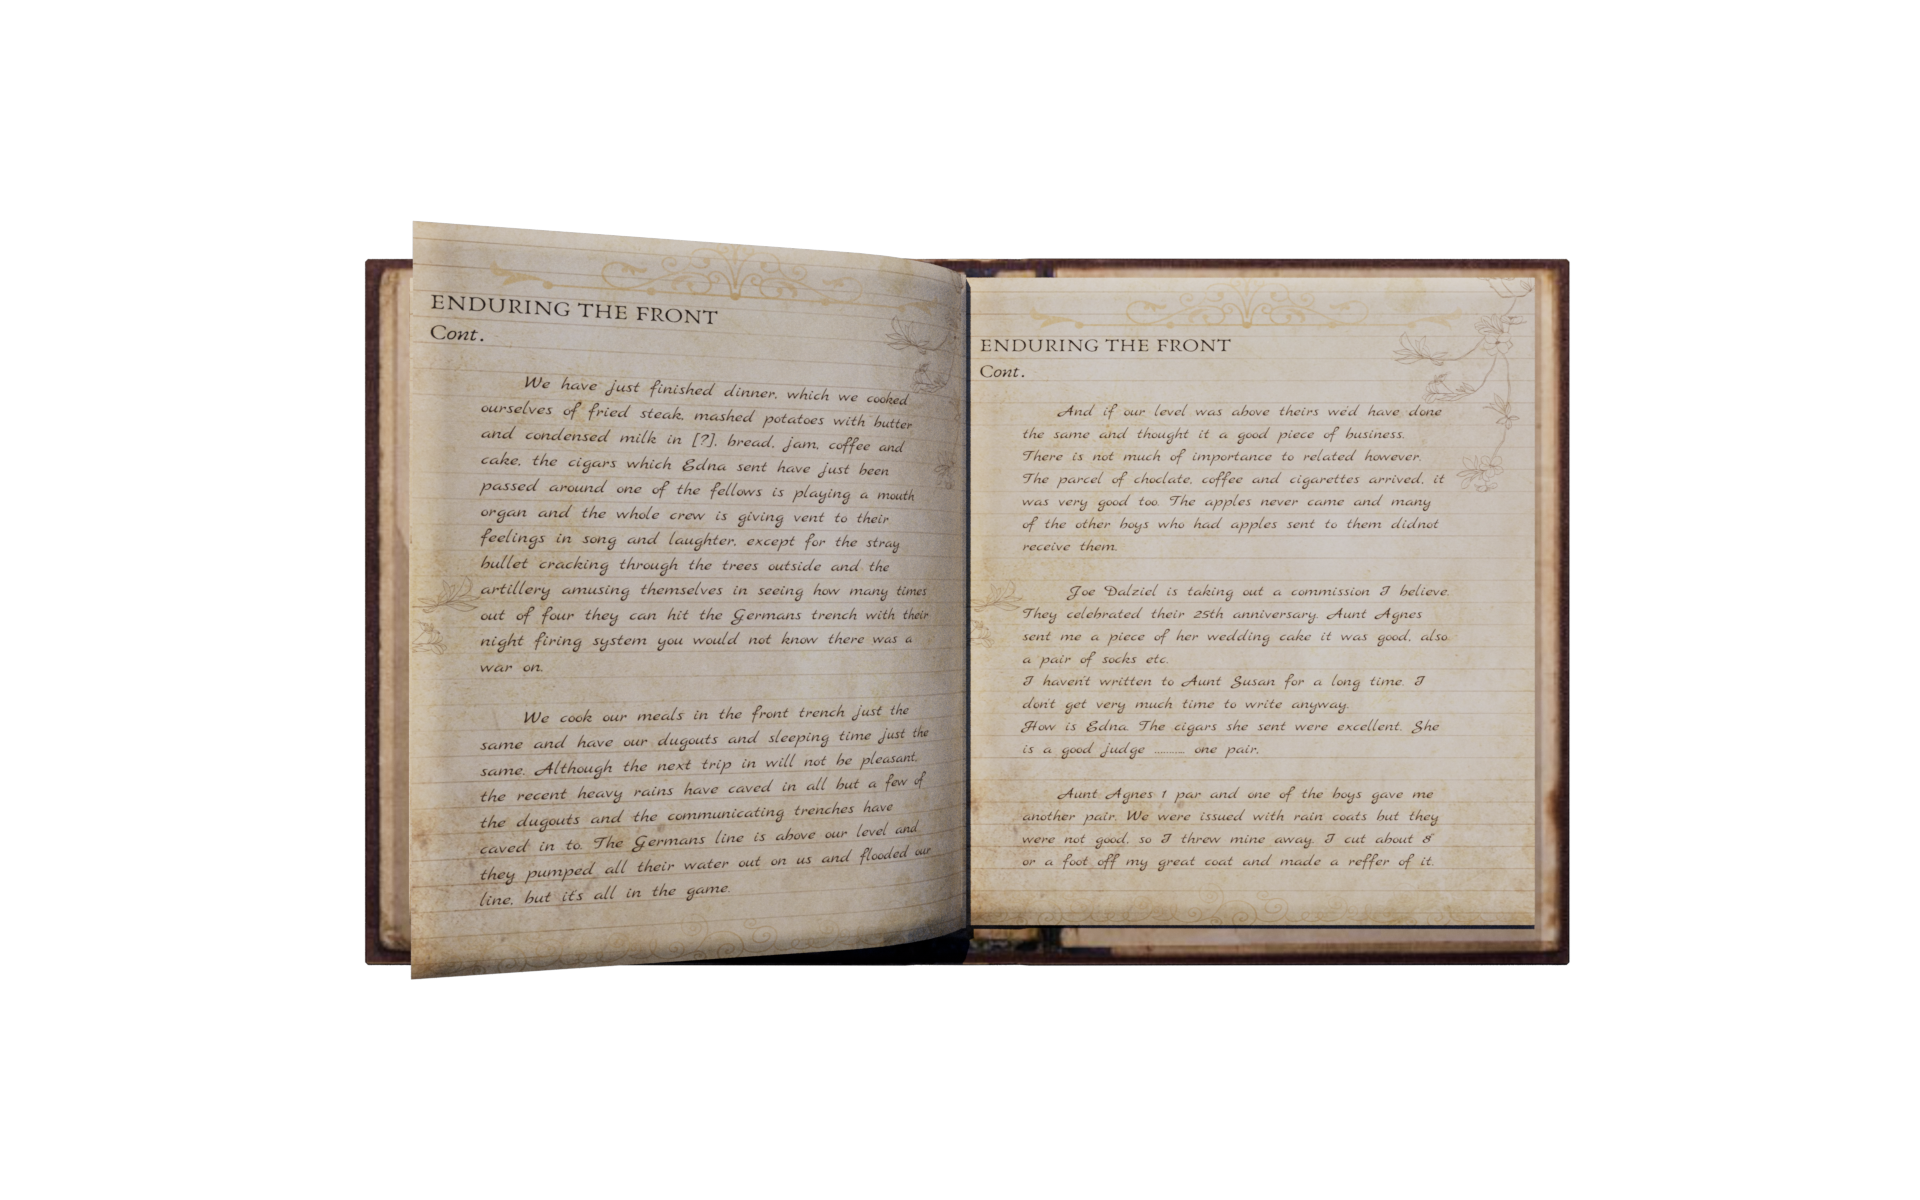 ENDURING THE FRONT
Cont.
We have just finished dinner, which we cooked
ourselves of fried steak, mashed potatoes with butter
and condensed milk in [?], bread, jam, coffee and
cake, the cigars which Edna sent have just been
passed around one of the fellows is playing a mouth
organ and the whole crew is giving vent to their
feelings in song and laughter, except for the stray
bullet cracking through the trees outside and the
artillery amusing themselves in seeing how many times
out of four they can hit the Germans trench with their
night firing system you would not know there was a
war on.
We cook our meals in the front trench just the
same and have our dugouts and sleeping time just the
same. Although the next trip in will not be pleasant,
the recent heavy rains have caved in all but a few of
the dugouts and the communicating trenches have
caved in to. The Germans line is above our level and
they pumped all their water out on us and flooded our
line, but it's all in the game.
ENDURING THE FRONT
Cont.
And if our level was above theirs we'd have done
the same and thought it a good piece of business.
There is not much of importance to related however.
The parcel of choclate, coffee and cigarettes arrived, it
was very good too. The apples never came and many
of the other boys who had apples sent to them didnot
receive them.
Joe Dalziel is taking out a commission I believe.
They celebrated their 25th anniversary. Aunt Agnes
sent me a piece of her wedding cake it was good, also
a pair of socks etc.
I haven't written to Aunt Susan for a long time. I
don't get very much time to write anyway.
How is Edna. The cigars she sent were excellent. She
is a good judge .......... one pair,
Aunt Agnes 1 par and one of the boys gave me
another pair. We were issued with rain coats but they
were not good, so I threw mine away. I cut about 8"
or a foot off my great coat and made a reffer of it.